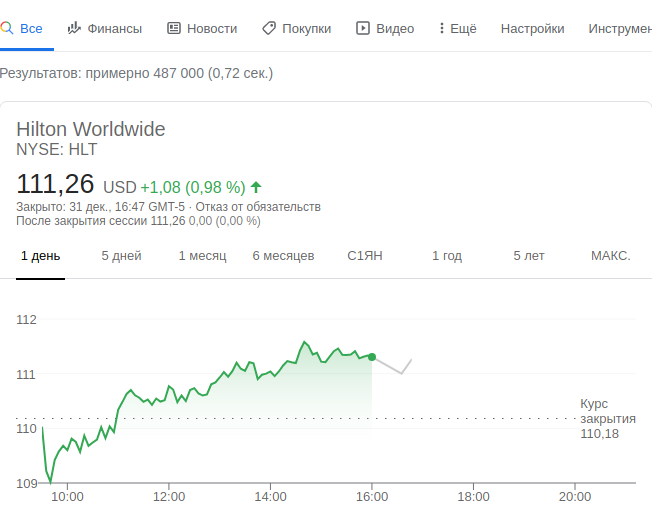 Все Финансы Новости Покупки Видео Ещё Настройки Инструмен
Результатов: примерно 487 000 (0,72 сек.)
Hilton Worldwide
NYSE: HLT
111,26 USD +1,08 (0,98 %)
Закрыто: 31 дек., 16:47 GMT-5 · Отказ от обязательств
После закрытия сессии 111,26 0,00 (0,00 %)
1 день 5 дней 1 месяц 6 месяцев С1ЯН 1 год 5 лет МАКС.
112
111
Курс
закрытия
110
110,18
109
10:00 12:00 14:00 16:00 18:00 20:00